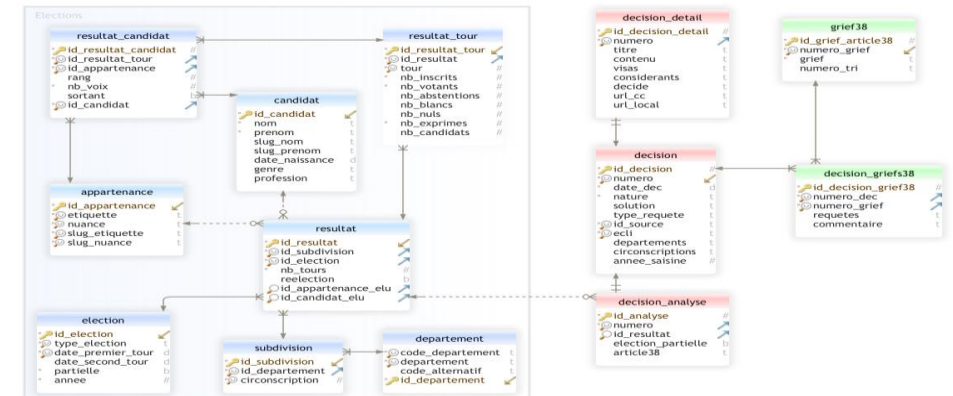 Elections
resultat_candidat
id_resultat_candidat #
id_resultat_tour
id_appartenance
rang #
nb_voix #
sortant b
id_candidat
resultat_tour
id_resultat_tour
id_resultat
tour #
nb_inscrits #
nb_votants #
nb_abstentions #
nb_blancs #
nb_nuls #
nb_exprimes #
nb_candidats #
candidat
id_candidat
nom t
prenom t
slug_nom t
slug_prenom t
date_naissance d
genre t
profession t
appartenance
id_appartenance
etiquette t
nuance t
slug_etiquette t
slug_nuance t
resultat
id_resultat
id_subdivision
id_election
nb_tours #
reelection b
id_appartenance_elu
id_candidat_elu
election
id_election
type_election t
date_premier_tour d
date_second_tour d
partielle b
annee #
subdivision
id_subdivision
id_departement
circonscription #
departement
code_departement t
departement t
code_alternatif t
id_departement
decision_detail
id_decision_detail #
numero
titre t
contenu t
visas t
considerants t
decide t
url_cc t
url_local t
decision
id_decision #
numero
date_dec d
nature t
solution t
type_requete t
id_source t
ecli t
departements t
circonscriptions t
annee_saisine #
decision_analyse
id_analyse #
numero
id_resultat
election_partielle b
article38 t
grief38
id_grief_article38 #
numero_grief
grief t
numero_tri t
decision_griefs38
id_decision_grief38 #
numero_dec
numero_grief
requetes t
commentaire t